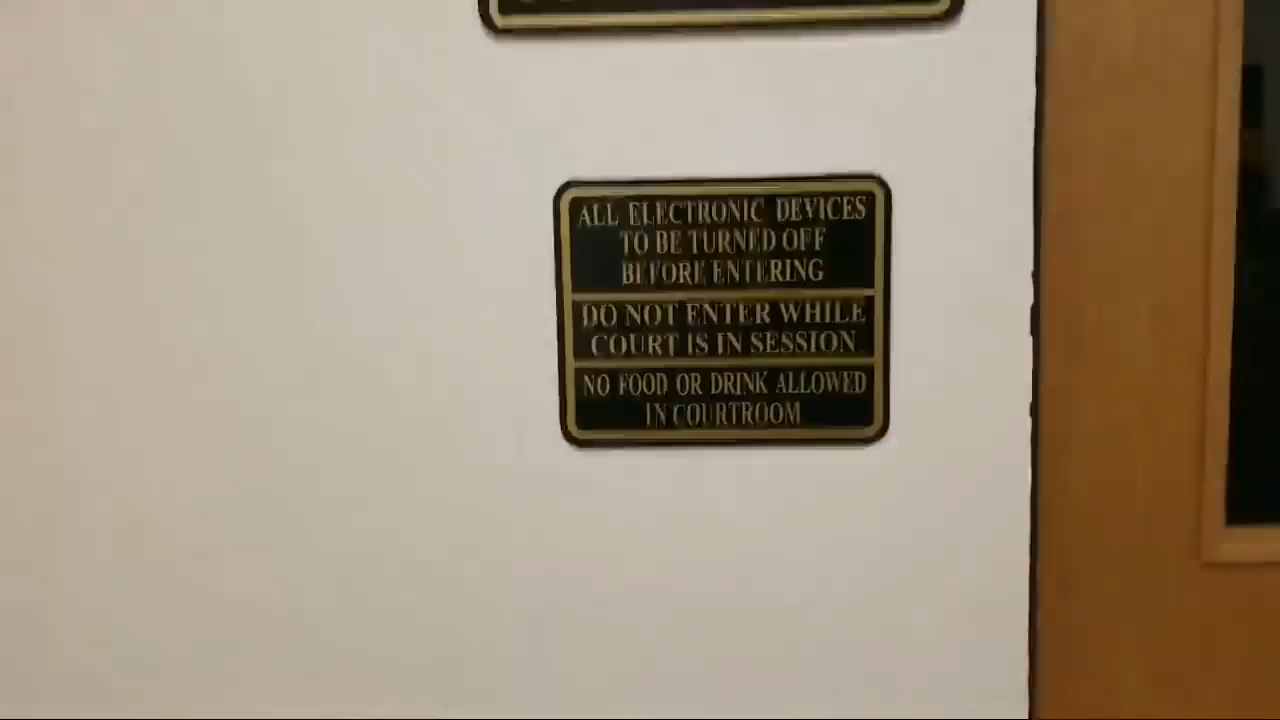 ALL ELECTRONIC DEVICES
TO BE TURNED OFF
BEFORE ENTERING
DO NOT ENTER WHILE
COURT IS IN SESSION
NO FOOD OR DRINK ALLOWED
IN COURTROOM